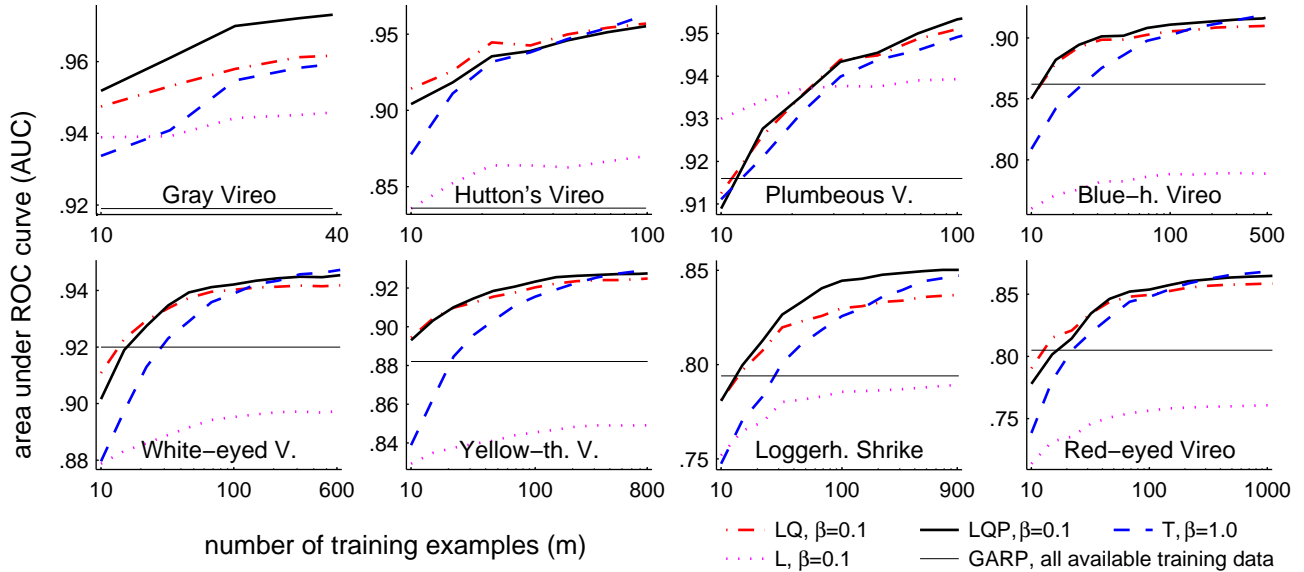 area under ROC curve (AUC)
.96
.94
.92
Gray Vireo
10 40
.95
.90
.85
Hutton's Vireo
10 100
.95
.94
.93
.92
.91
Plumbeous V.
10 100
.90
.85
.80
Blue−h. Vireo
10 100 500
.94
.92
.90
.88
White−eyed V.
10 100 600
.92
.90
.88
.86
.84
Yellow−th. V.
10 100 800
.85
.80
.75
Loggerh. Shrike
10 100 900
.85
.80
.75
Red−eyed Vireo
10 100 1000
number of training examples (m)
LQ, β=0.1 LQP, β=0.1 T, β=1.0
L, β=0.1 GARP, all available training data